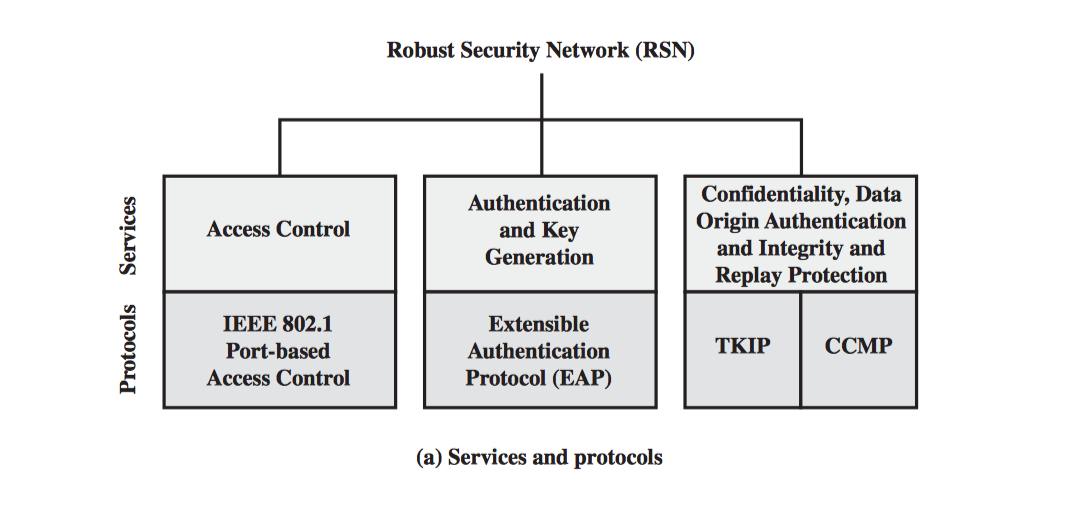 Robust Security Network (RSN)
Services
Access Control
Authentication
and Key
Generation
Confidentiality, Data
Origin Authentication
and Integrity and
Replay Protection
Protocols
IEEE 802.1
Port-based
Access Control
Extensible
Authentication
Protocol (EAP)
TKIP
CCMP
(a) Services and protocols